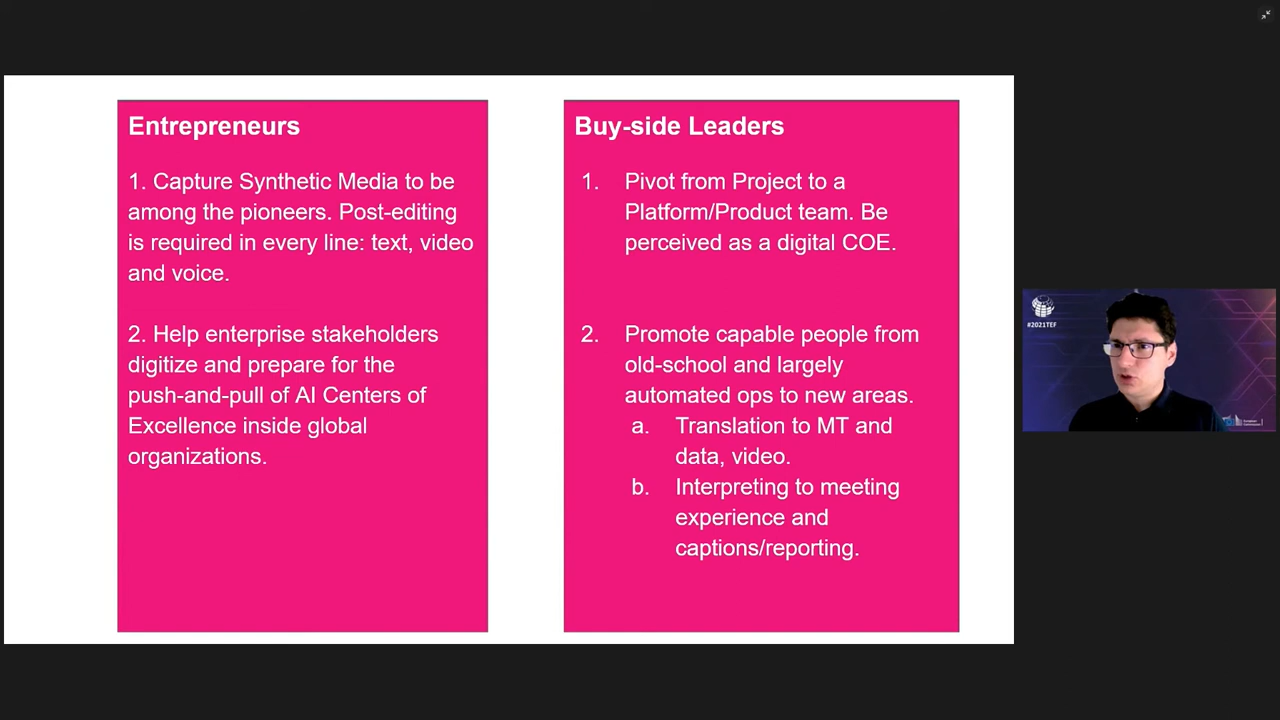 Entrepreneurs
1. Capture Synthetic Media to be
among the pioneers. Post-editing
is required in every line: text, video
and voice.
2. Help enterprise stakeholders
digitize and prepare for the
push-and-pull of AI Centers of
Excellence inside global
organizations.
Buy-side Leaders
1. Pivot from Project to a
Platform/Product team. Be
perceived as a digital COE.
2. Promote capable people from
old-school and largely
automated ops to new areas.
a. Translation to MT and
data, video.
b. Interpreting to meeting
experience and
captions/reporting.
#2021TEF
European
Commission